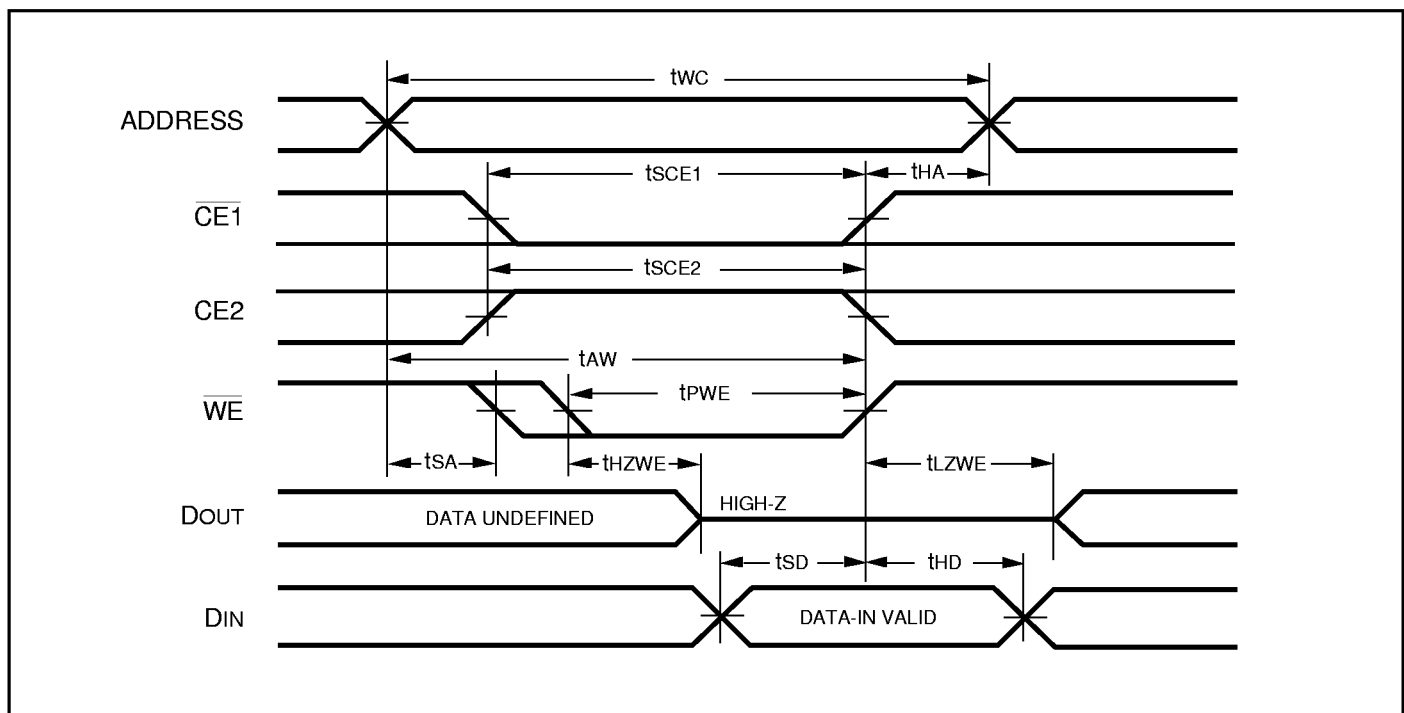 tWC
ADDRESS
tSCE1
tHA
CE1
tSCE2
CE2
tAW
WE
tPWE
tSA
tHZWE
tLZWE
DOUT
DATA UNDEFINED
HIGH-Z
tSD
tHD
DIN
DATA-IN VALID